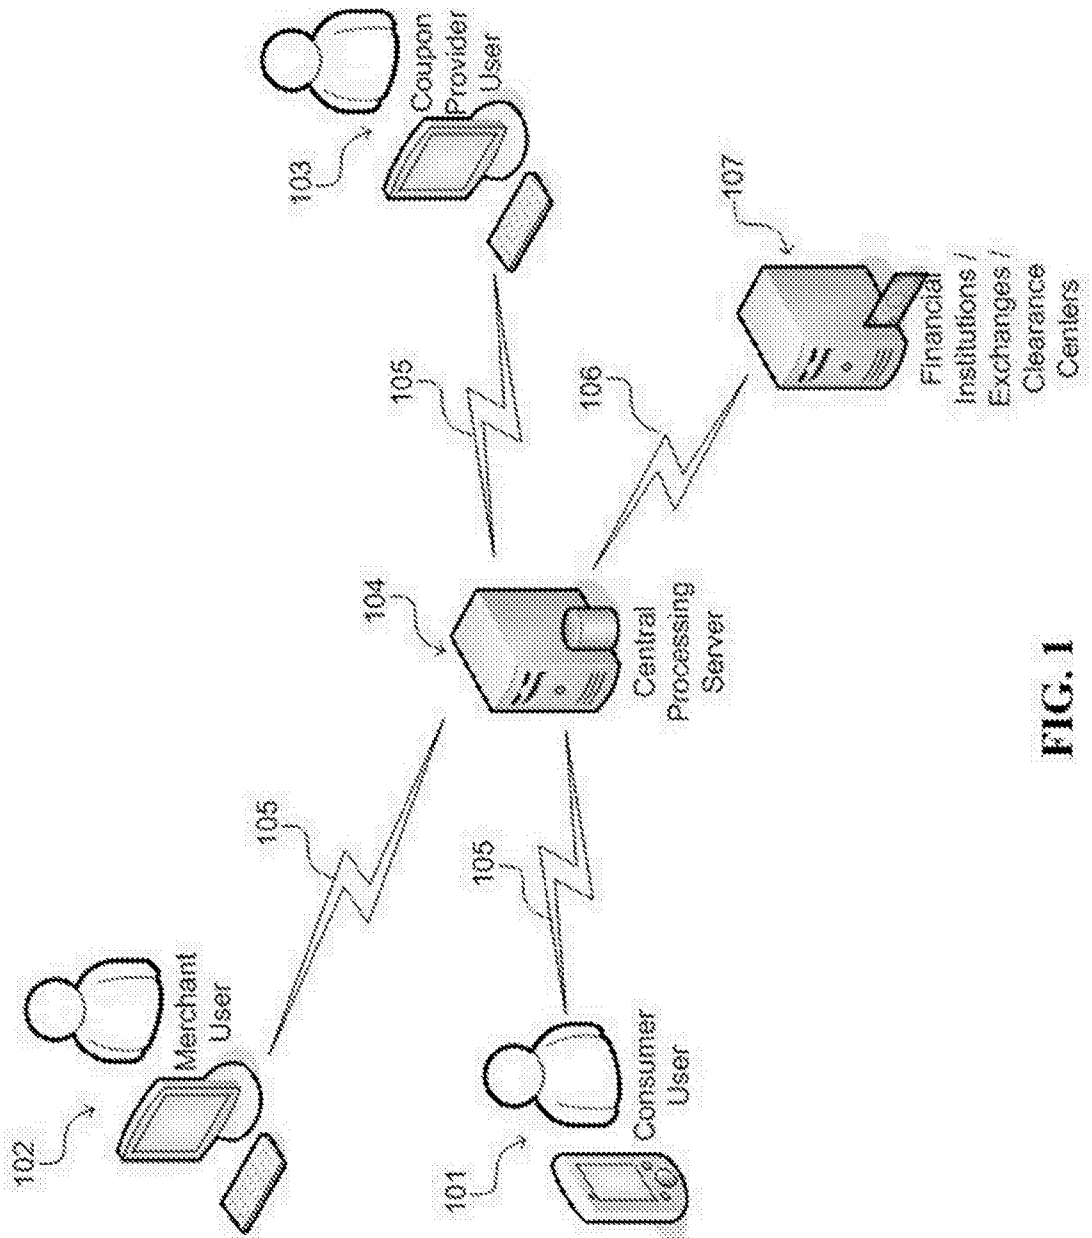 102
Merchant
User
105
103
Coupon
Provider
User
105
104
Central
Processing
Server
101
Consumer
User
105
106
107
Financial
Institutions /
Exchanges /
Clearance
Centers
FIG. 1